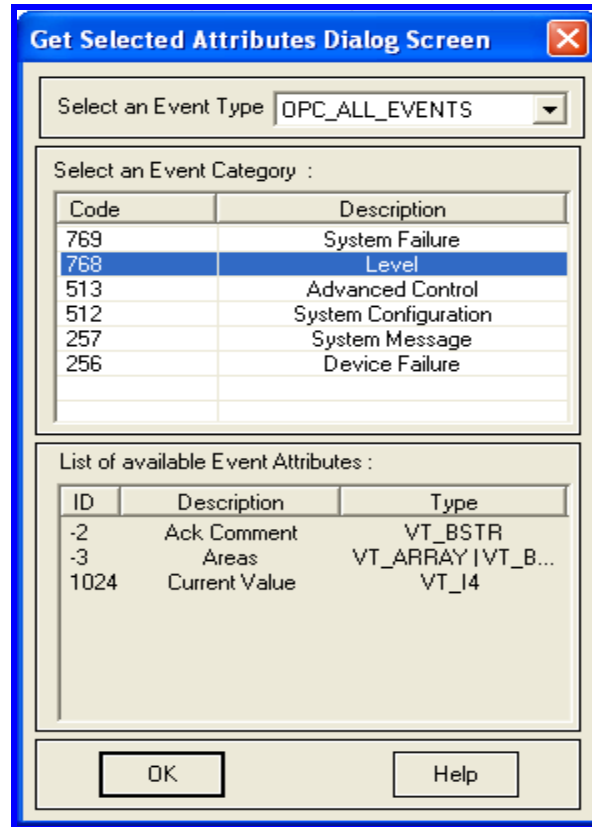 Get Selected Attributes Dialog Screen
Select an Event Type OPC_ALL_EVENTS
Select an Event Category :
Code Description
769 System Failure
768 Level
513 Advanced Control
512 System Configuration
257 System Message
256 Device Failure
List of available Event Attributes :
ID Description Type
-2 Ack Comment VT_BSTR
-3 Areas VT_ARRAY | VT_B...
1024 Current Value VT_I4
OK Help